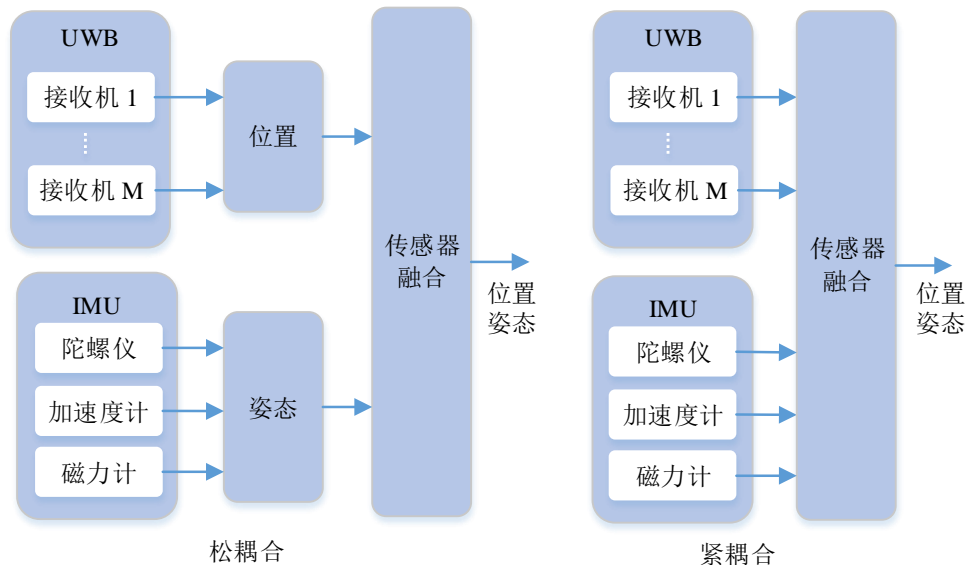 UWB
接收机 1
接收机 M
位置
IMU
陀螺仪
加速度计
磁力计
姿态
传感器
融合
位置
姿态
松耦合
UWB
接收机 1
接收机 M
IMU
陀螺仪
加速度计
磁力计
传感器
融合
位置
姿态
紧耦合